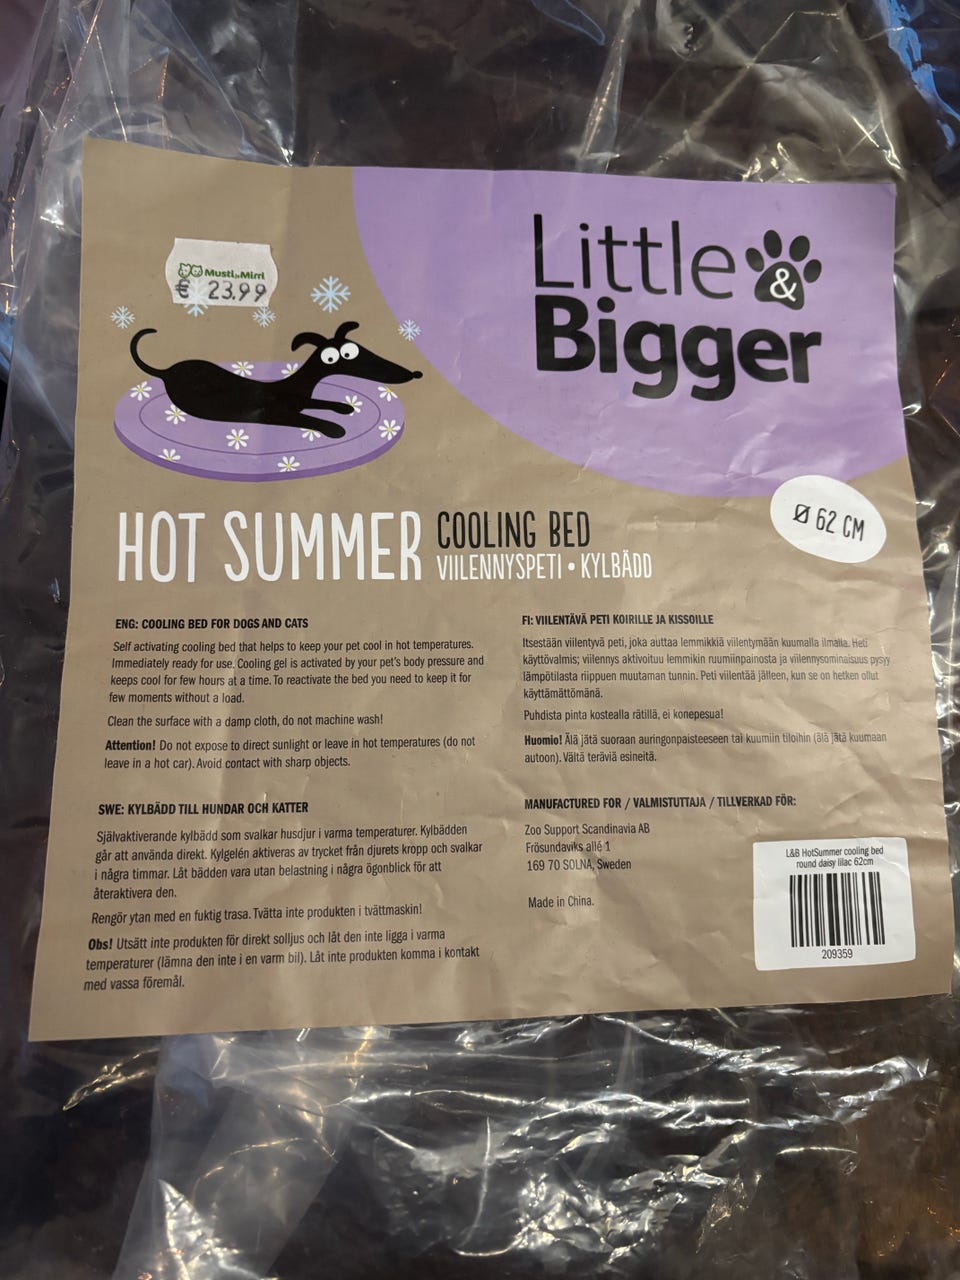 Musti ja Mirri
€ 23.99
Little &
Bigger
Ø 62 CM
HOT SUMMER COOLING BED
VIILENNYSPETI • KYLBÄDD
ENG: COOLING BED FOR DOGS AND CATS
Self activating cooling bed that helps to keep your pet cool in hot temperatures.
Immediately ready for use. Cooling gel is activated by your pet's body pressure and
keeps cool for few hours at a time. To reactivate the bed you need to keep it for
few moments without a load.
Clean the surface with a damp cloth, do not machine wash!
Attention! Do not expose to direct sunlight or leave in hot temperatures (do not
leave in a hot car). Avoid contact with sharp objects.
FI: VIILENTÄVÄ PETI KOIRILLE JA KISSOILLE
Itsestään viilentyvä peti, joka auttaa lemmikkiä viilentymään kuumalla ilmalla. Heti
käyttövalmis; viilennys aktivoituu lemmikin ruumiinpainosta ja viilennysominaisuus pysyy
lämpötilasta riippuen muutaman tunnin. Peti viilentää jälleen, kun se on hetken ollut
käyttämättömänä.
Puhdista pinta kostealla rätillä, ei konepesua!
Huomio! Älä jätä suoraan auringonpaisteeseen tai kuumiin tiloihin (älä jätä kuumaan
autoon). Vältä teräviä esineitä.
SWE: KYLBÄDD TILL HUNDAR OCH KATTER
Självaktiverande kylbädd som svalkar husdjur i varma temperaturer. Kylbädden
går att använda direkt. Kylgelén aktiveras av trycket från djurets kropp och svalkar
i några timmar. Låt bädden vara utan belastning i några ögonblick för att
återaktivera den.
Rengör ytan med en fuktig trasa. Tvätta inte produkten i tvättmaskin!
Obs! Utsätt inte produkten för direkt solljus och låt den inte ligga i varma
temperaturer (lämna den inte i en varm bil). Låt inte produkten komma i kontakt
med vassa föremål.
MANUFACTURED FOR / VALMISTUTTAJA / TILLVERKAD FÖR:
Zoo Support Scandinavia AB
Frösundaviks allé 1
169 70 SOLNA, Sweden
Made in China.
L&B HotSummer cooling bed
round daisy lilac 62cm
209359